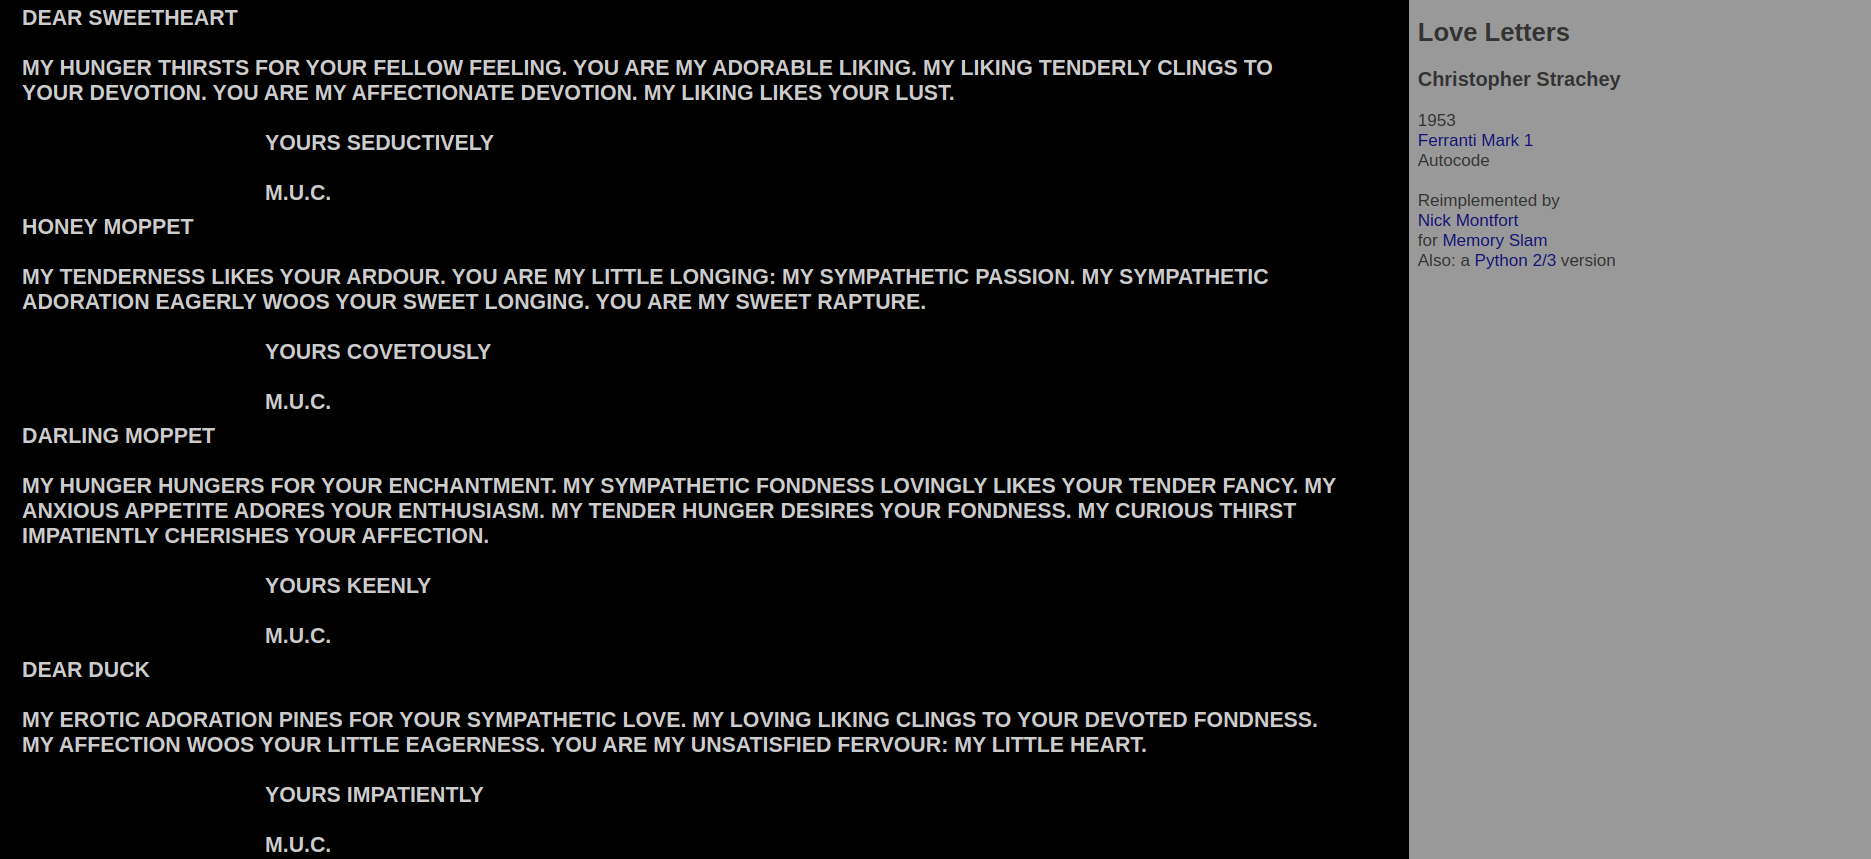 DEAR SWEETHEART
MY HUNGER THIRSTS FOR YOUR FELLOW FEELING. YOU ARE MY ADORABLE LIKING. MY LIKING TENDERLY CLINGS TO
YOUR DEVOTION. YOU ARE MY AFFECTIONATE DEVOTION. MY LIKING LIKES YOUR LUST.
YOURS SEDUCTIVELY
M.U.C.
HONEY MOPPET
MY TENDERNESS LIKES YOUR ARDOUR. YOU ARE MY LITTLE LONGING: MY SYMPATHETIC PASSION. MY SYMPATHETIC
ADORATION EAGERLY WOOS YOUR SWEET LONGING. YOU ARE MY SWEET RAPTURE.
YOURS COVETOUSLY
M.U.C.
DARLING MOPPET
MY HUNGER HUNGERS FOR YOUR ENCHANTMENT. MY SYMPATHETIC FONDNESS LOVINGLY LIKES YOUR TENDER FANCY. MY
ANXIOUS APPETITE ADORES YOUR ENTHUSIASM. MY TENDER HUNGER DESIRES YOUR FONDNESS. MY CURIOUS THIRST
IMPATIENTLY CHERISHES YOUR AFFECTION.
YOURS KEENLY
M.U.C.
DEAR DUCK
MY EROTIC ADORATION PINES FOR YOUR SYMPATHETIC LOVE. MY LOVING LIKING CLINGS TO YOUR DEVOTED FONDNESS.
MY AFFECTION WOOS YOUR LITTLE EAGERNESS. YOU ARE MY UNSATISFIED FERVOUR: MY LITTLE HEART.
YOURS IMPATIENTLY
M.U.C.
Love Letters
Christopher Strachey
1953
Ferranti Mark 1
Autocode
Reimplemented by
Nick Montfort
for Memory Slam
Also: a Python 2/3 version